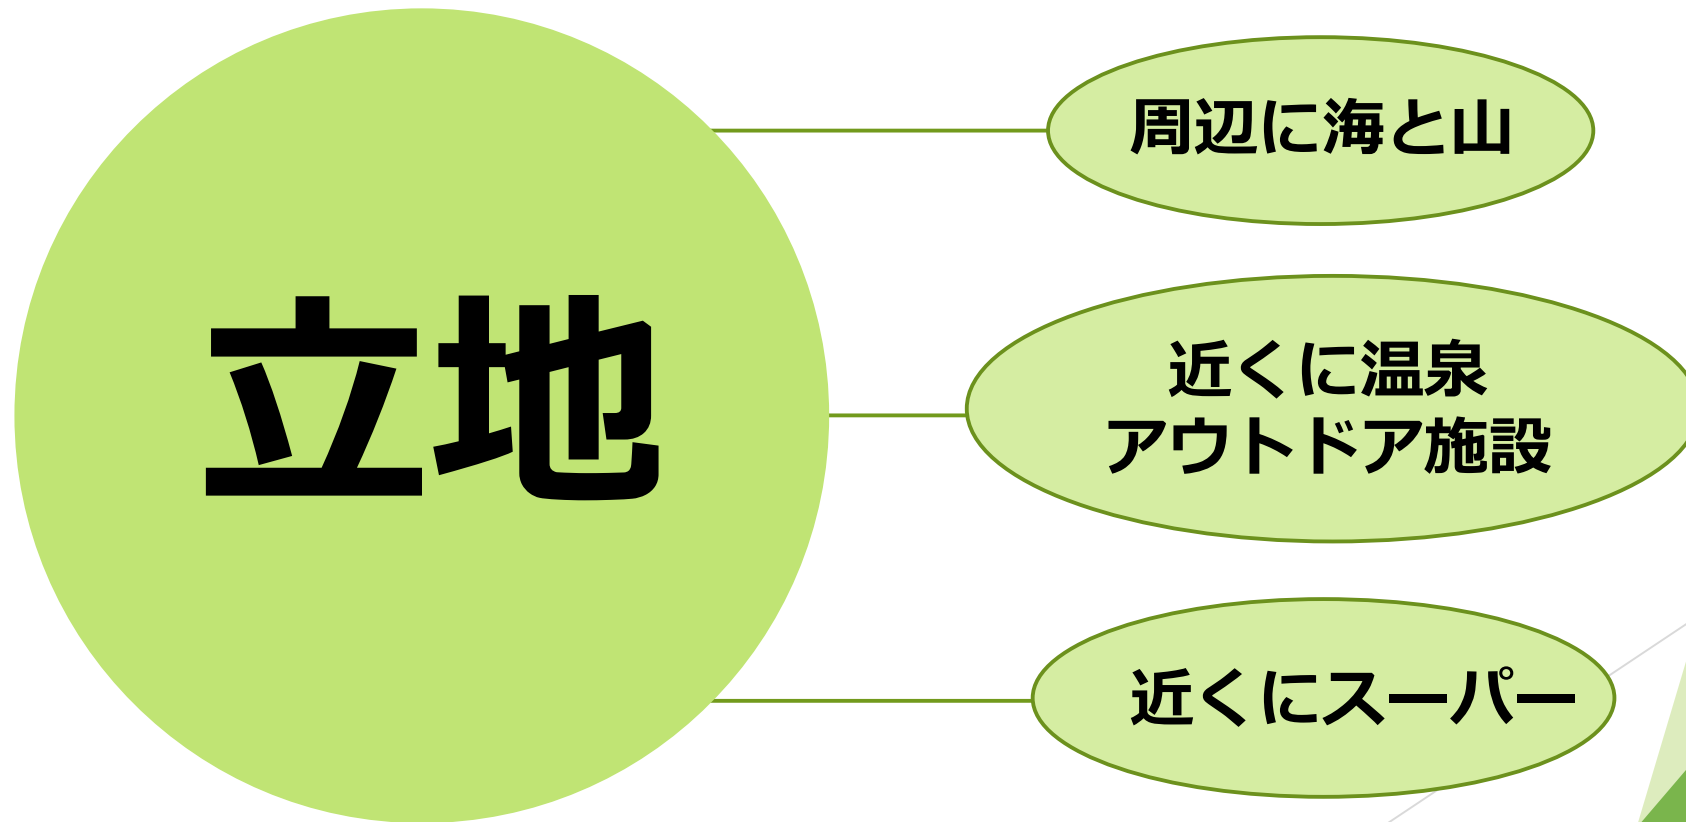 立地
周辺に海と山
近くに温泉
アウトドア施設
近くにスーパー